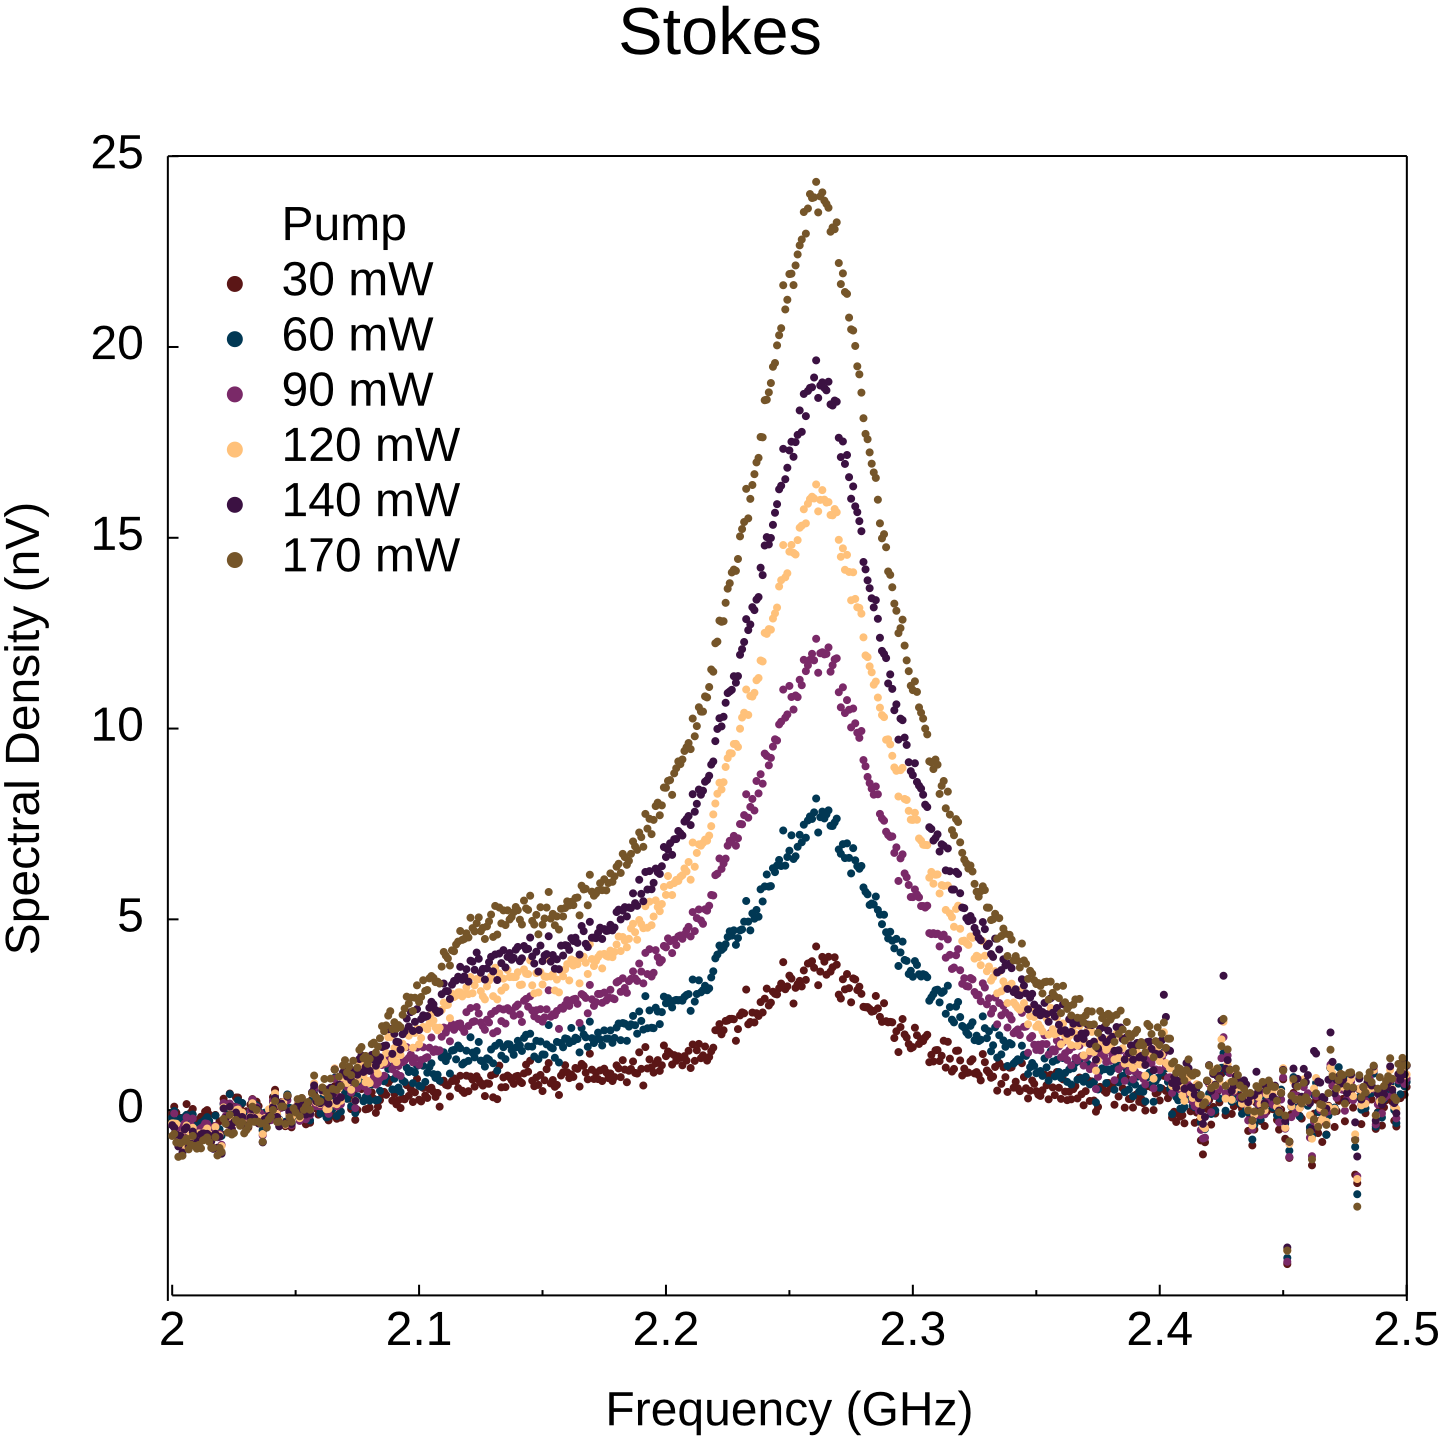 Stokes
25
20
15
10
5
0
Spectral Density (nV)
Pump
30 mW
60 mW
90 mW
120 mW
140 mW
170 mW
2 2.1 2.2 2.3 2.4 2.5
Frequency (GHz)